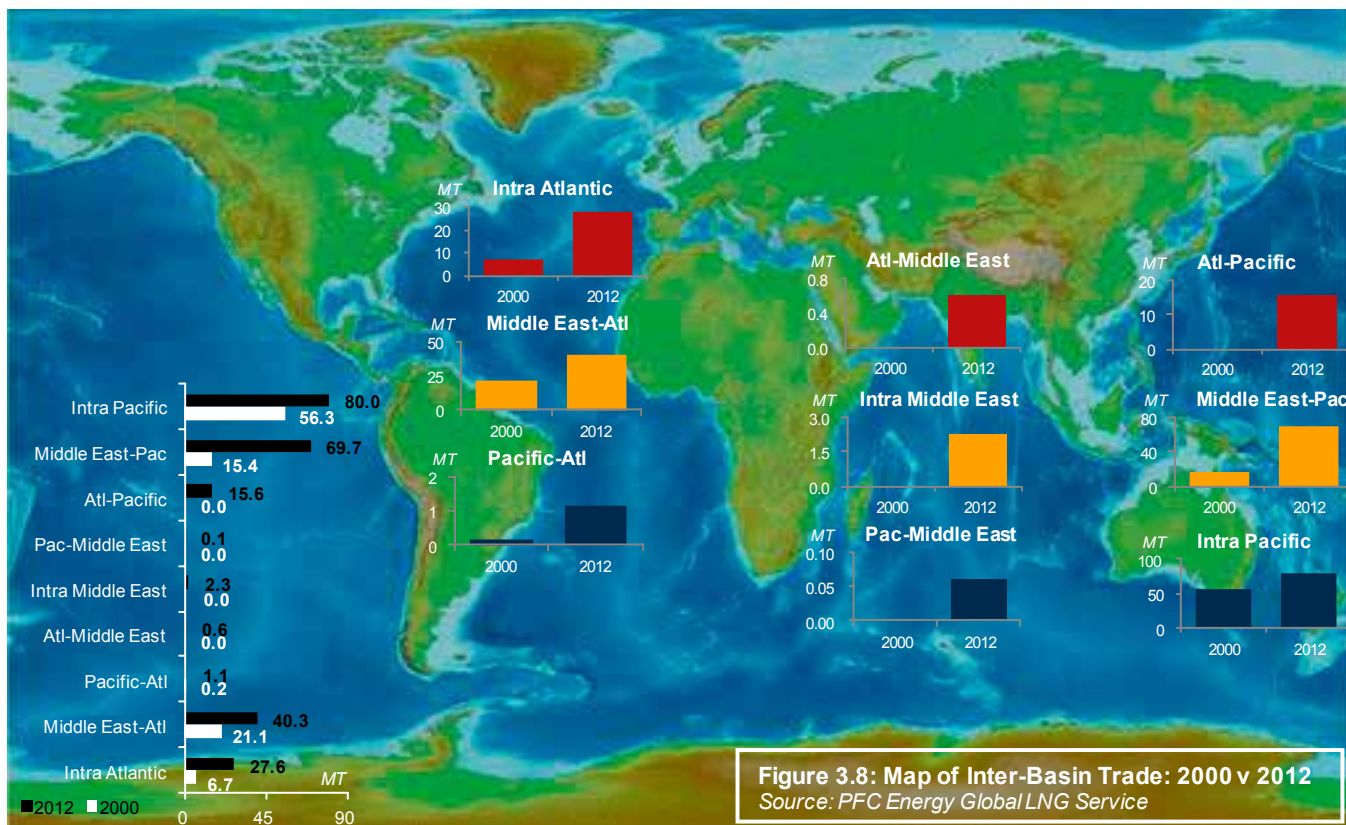 MT Intra Atlantic
30
20
10
0
2000 2012
MT Middle East-Atl
50
25
0
2000 2012
MT Pacific-Atl
2
1
0
2000 2012
MT Atl-Middle East
0.8
0.4
0.0
2000 2012
MT Intra Middle East
3.0
1.5
0.0
2000 2012
Pac-Middle East
MT
0.10
0.05
0.00
2000 2012
MT Atl-Pacific
20
10
0
2000 2012
MT Middle East-Pac
80
40
0
2000 2012
MT Intra Pacific
100
50
0
2000 2012
Intra Pacific 80.0
56.3
Middle East-Pac 69.7
15.4
Atl-Pacific 15.6
0.0
Pac-Middle East 0.1
0.0
Intra Middle East 2.3
0.0
Atl-Middle East 0.6
0.0
Pacific-Atl 1.1
0.2
Middle East-Atl 40.3
21.1
Intra Atlantic 27.6
6.7 MT
2012 2000
0 45 90
Figure 3.8: Map of Inter-Basin Trade: 2000 v 2012
Source: PFC Energy Global LNG Service